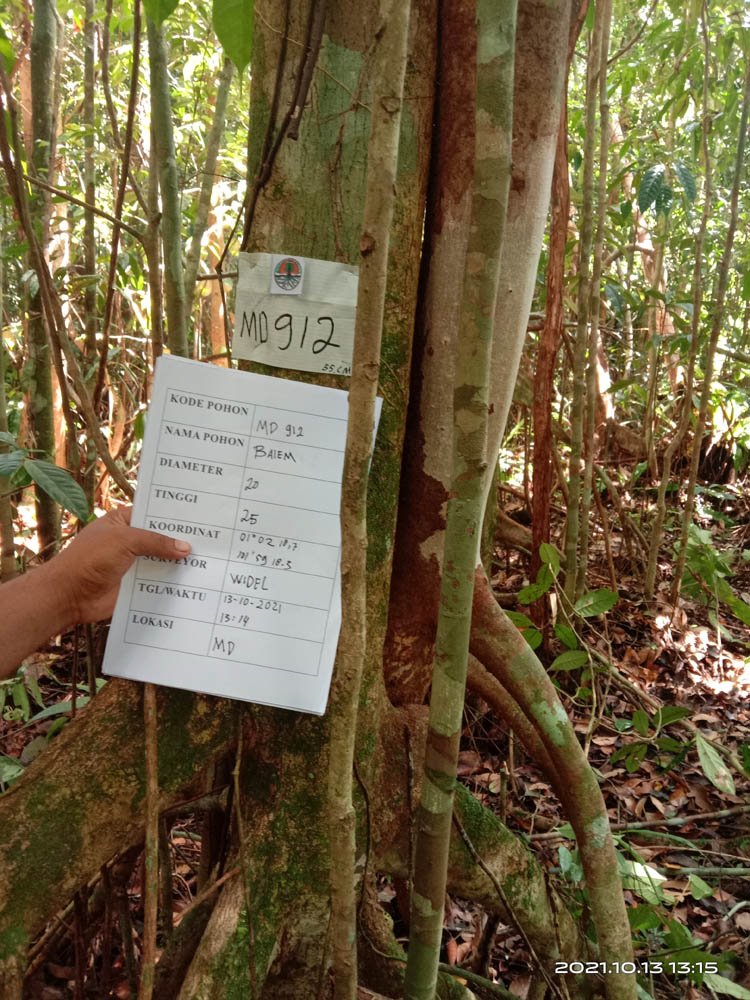 MD 912
55 CM
KODE POHON MD 912
NAMA POHON BAIEM
DIAMETER 20
TINGGI 25
KOORDINAT 01°02 18,7
101°59 18.3
SURVEYOR WIDEL
TGL/WAKTU 13-10-2021
13:14
LOKASI MD
2021.10.13 13:15